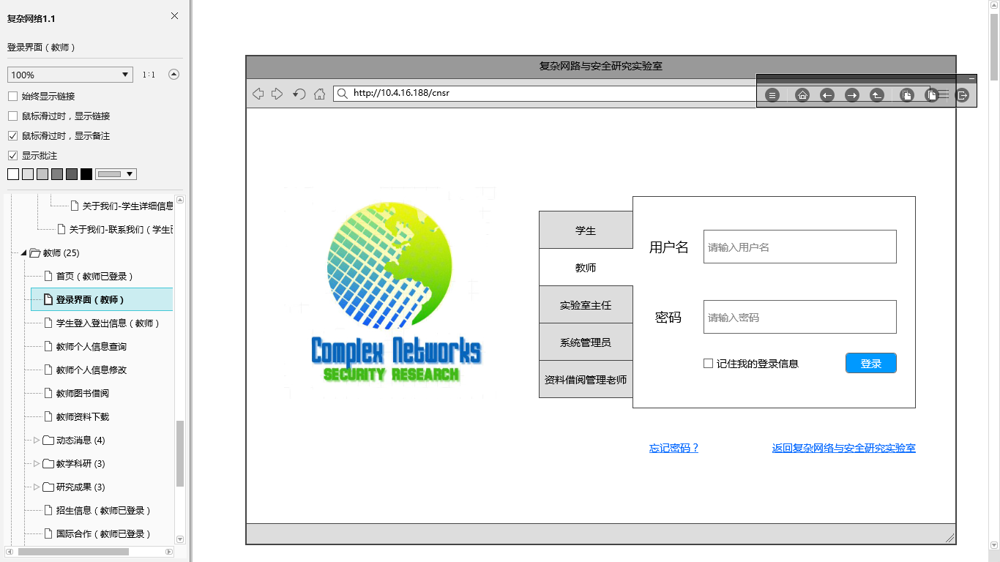 复杂网络1.1
登录界面（教师）
100%
1:1
始终显示链接
鼠标滑过时，显示链接
鼠标滑过时，显示备注
显示批注
关于我们-学生详细信息
关于我们-联系我们（学生已
教师 (25)
首页（教师已登录）
登录界面（教师）
学生登入登出信息（教师）
教师个人信息查询
教师个人信息修改
教师图书借阅
教师资料下载
动态消息 (4)
教学科研 (3)
研究成果 (3)
招生信息（教师已登录）
国际合作（教师已登录）
复杂网路与安全研究实验室
http://10.4.16.188/cnsr
Complex Networks
SECURITY RESEARCH
学生
教师
实验室主任
系统管理员
资料借阅管理老师
用户名
请输入用户名
密码
请输入密码
记住我的登录信息
登录
忘记密码？
返回复杂网络与安全研究实验室